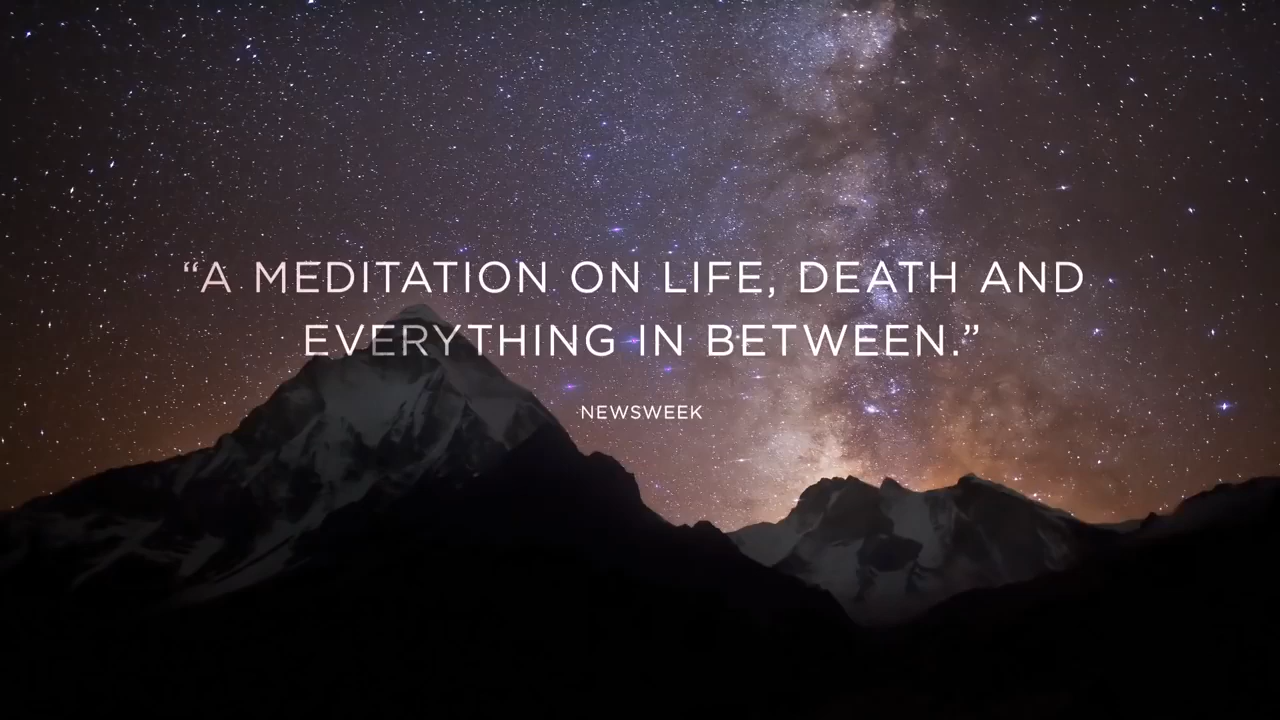 “A MEDITATION ON LIFE, DEATH AND
EVERYTHING IN BETWEEN.”
NEWSWEEK